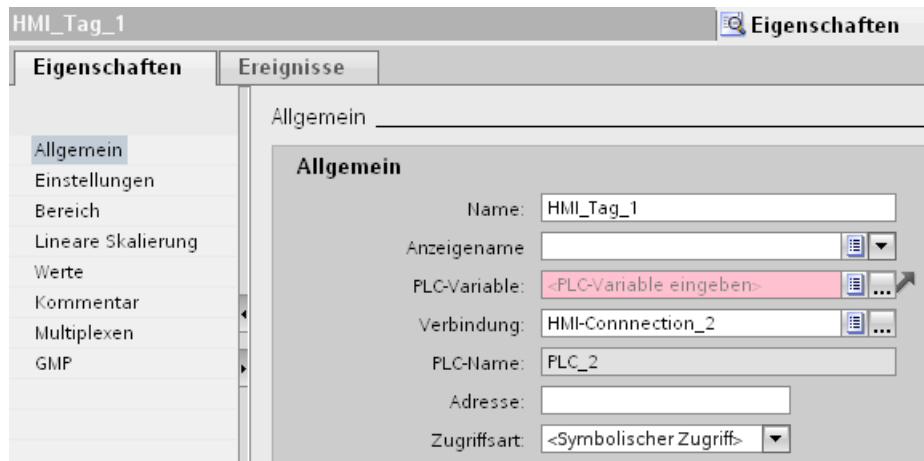 HMI_Tag_1
Eigenschaften
Eigenschaften
Ereignisse
Allgemein
Einstellungen
Bereich
Lineare Skalierung
Werte
Kommentar
Multiplexen
GMP
Allgemein
Allgemein
Name: HMI_Tag_1
Anzeigename
PLC-Variable: <PLC-Variable eingeben> ...
Verbindung: HMI-Connnection_2 ...
PLC-Name: PLC_2
Adresse:
Zugriffsart: <Symbolischer Zugriff>